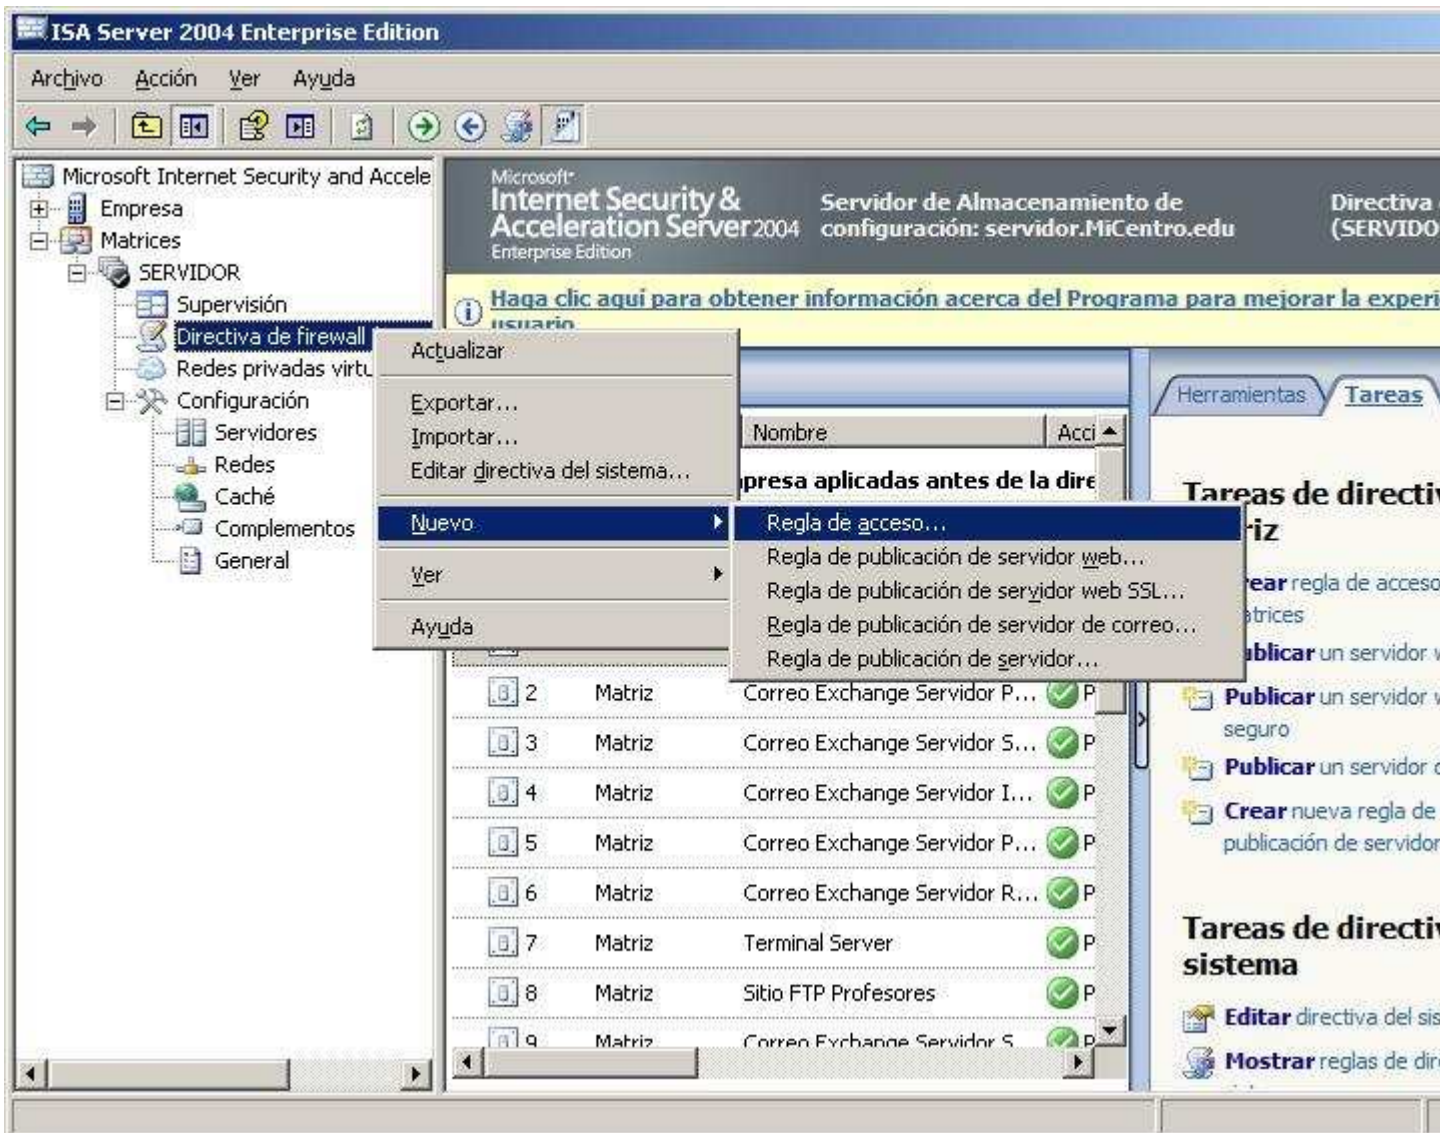 ISA Server 2004 Enterprise Edition
Archivo Acción Ver Ayuda
Microsoft Internet Security and Accele
Empresa
Matrices
SERVIDOR
Supervisión
Directiva de firewall
Redes privadas virtu
Configuración
Servidores
Redes
Caché
Complementos
General
Microsoft
Internet Security &
Acceleration Server 2004
Enterprise Edition
Servidor de Almacenamiento de
configuración: servidor.MiCentro.edu
Directiva
(SERVIDO
Haga clic aquí para obtener información acerca del Programa para mejorar la experi
usuario
Actualizar
Exportar...
Importar...
Editar directiva del sistema...
Nuevo
Ver
Ayuda
Regla de acceso...
Regla de publicación de servidor web...
Regla de publicación de servidor web SSL...
Regla de publicación de servidor de correo...
Regla de publicación de servidor...
Nombre Acci
presa aplicadas antes de la dire
2 Matriz Correo Exchange Servidor P... P
3 Matriz Correo Exchange Servidor S... P
4 Matriz Correo Exchange Servidor I... P
5 Matriz Correo Exchange Servidor P... P
6 Matriz Correo Exchange Servidor R... P
7 Matriz Terminal Server P
8 Matriz Sitio FTP Profesores P
9 Matriz Correo Exchange Servidor S P
Herramientas Tareas
Tareas de directiv
riz
ear regla de acceso
atrices
ublicar un servidor w
Publicar un servidor w
seguro
Publicar un servidor d
Crear nueva regla de
publicación de servidor
Tareas de directiv
sistema
Editar directiva del sis
Mostrar reglas de dire